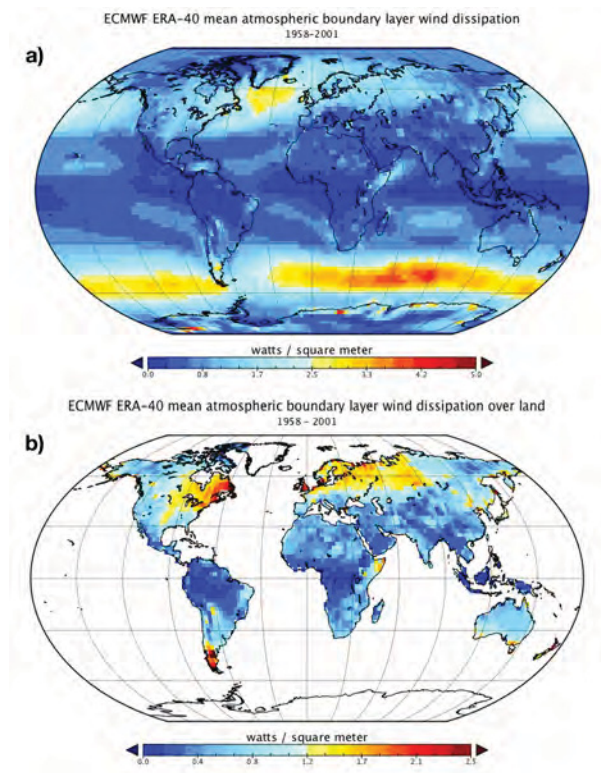 ECMWF ERA-40 mean atmospheric boundary layer wind dissipation
1958-2001
a)
watts / square meter
0.0 0.8 1.7 2.5 3.3 4.2 5.0
ECMWF ERA-40 mean atmospheric boundary layer wind dissipation over land
1958 - 2001
b)
watts / square meter
0.0 0.4 0.8 1.2 1.7 2.1 2.5